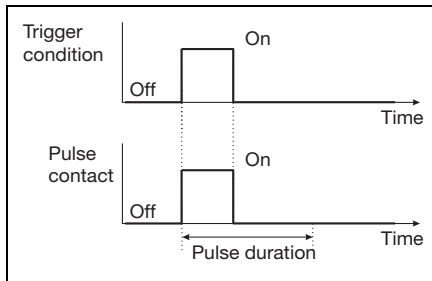 Trigger
condition
On
Off
Time
Pulse
contact
On
Off
Time
Pulse duration